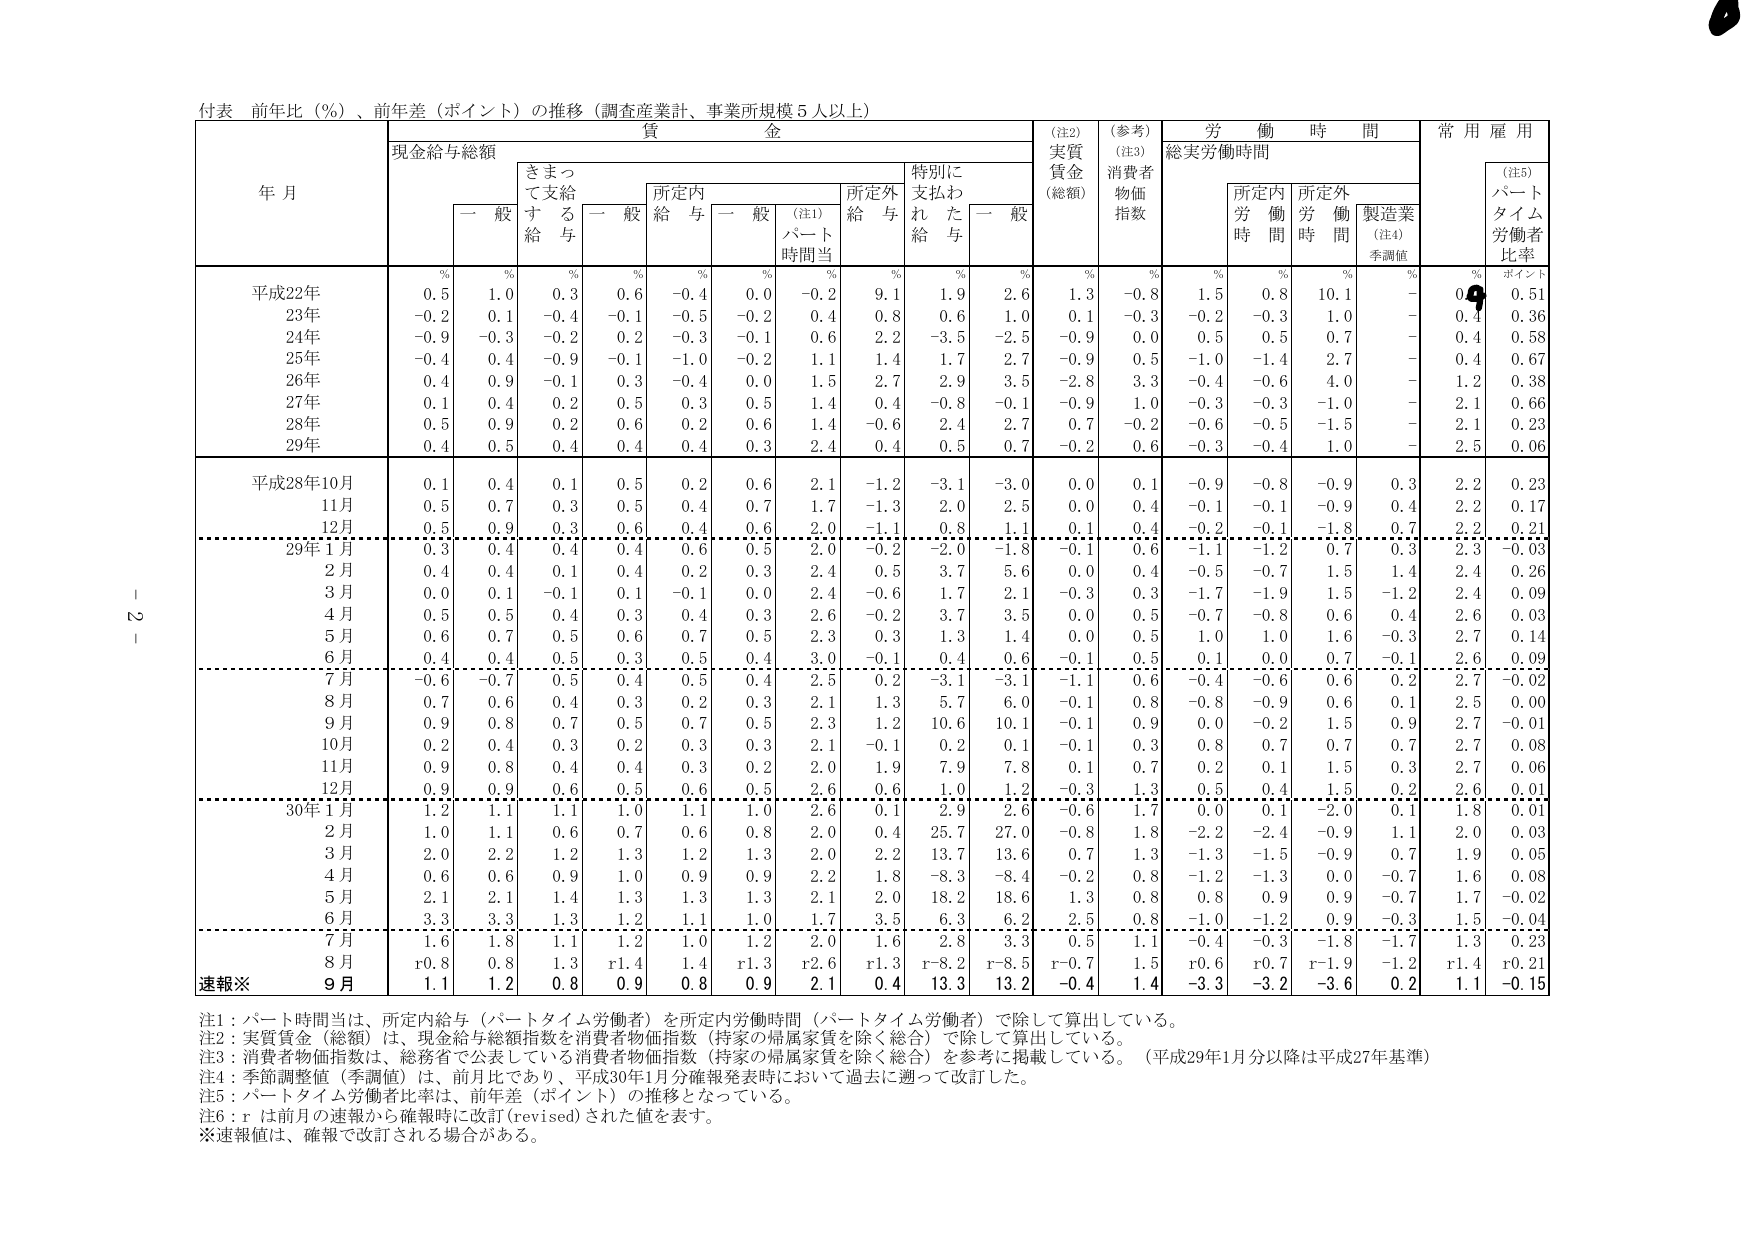 付表　前年比（%）、前年差（ポイント）の推移（調査産業計、事業所規模５人以上）
年 月 賃 金 (注2) 実質賃金 (総額) (参考) (注3) 消費者物価指数 労 働 時 間 常 用 雇 用
現金給与総額 総実労働時間
一 般 きまって支給する給与 一 般 所定内給与 一 般 (注1) パート時間当 所定外給与 特別に支払われた給与 一 般 所定内労働時間 所定外労働時間 製造業 (注4) 季調値 (注5) パートタイム労働者比率
% % % % % % % % % % % % % % % % % ポイント
平成22年 0.5 1.0 0.3 0.6 -0.4 0.0 -0.2 9.1 1.9 2.6 1.3 -0.8 1.5 0.8 10.1 - 0. 0.51
23年 -0.2 0.1 -0.4 -0.1 -0.5 -0.2 0.4 0.8 0.6 1.0 0.1 -0.3 -0.2 -0.3 1.0 - 0.4 0.36
24年 -0.9 -0.3 -0.2 0.2 -0.3 -0.1 0.6 2.2 -3.5 -2.5 -0.9 0.0 0.5 0.5 0.7 - 0.4 0.58
25年 -0.4 0.4 -0.9 -0.1 -1.0 -0.2 1.1 1.4 1.7 2.7 -0.9 0.5 -1.0 -1.4 2.7 - 0.4 0.67
26年 0.4 0.9 -0.1 0.3 -0.4 0.0 1.5 2.7 2.9 3.5 -2.8 3.3 -0.4 -0.6 4.0 - 1.2 0.38
27年 0.1 0.4 0.2 0.5 0.3 0.5 1.4 0.4 -0.8 -0.1 -0.9 1.0 -0.3 -0.3 -1.0 - 2.1 0.66
28年 0.5 0.9 0.2 0.6 0.2 0.6 1.4 -0.6 2.4 2.7 0.7 -0.2 -0.6 -0.5 -1.5 - 2.1 0.23
29年 0.4 0.5 0.4 0.4 0.4 0.3 2.4 0.4 0.5 0.7 -0.2 0.6 -0.3 -0.4 1.0 - 2.5 0.06
平成28年10月 0.1 0.4 0.1 0.5 0.2 0.6 2.1 -1.2 -3.1 -3.0 0.0 0.1 -0.9 -0.8 -0.9 0.3 2.2 0.23
11月 0.5 0.7 0.3 0.5 0.4 0.7 1.7 -1.3 2.0 2.5 0.0 0.4 -0.1 -0.1 -0.9 0.4 2.2 0.17
12月 0.5 0.9 0.3 0.6 0.4 0.6 2.0 -1.1 0.8 1.1 0.1 0.4 -0.2 -0.1 -1.8 0.7 2.2 0.21
29年１月 0.3 0.4 0.4 0.4 0.6 0.5 2.0 -0.2 -2.0 -1.8 -0.1 0.6 -1.1 -1.2 0.7 0.3 2.3 -0.03
２月 0.4 0.4 0.1 0.4 0.2 0.3 2.4 0.5 3.7 5.6 0.0 0.4 -0.5 -0.7 1.5 1.4 2.4 0.26
３月 0.0 0.1 -0.1 0.1 -0.1 0.0 2.4 -0.6 1.7 2.1 -0.3 0.3 -1.7 -1.9 1.5 -1.2 2.4 0.09
４月 0.5 0.5 0.4 0.3 0.4 0.3 2.6 -0.2 3.7 3.5 0.0 0.5 -0.7 -0.8 0.6 0.4 2.6 0.03
５月 0.6 0.7 0.5 0.6 0.7 0.5 2.3 0.3 1.3 1.4 0.0 0.5 1.0 1.0 1.6 -0.3 2.7 0.14
６月 0.4 0.4 0.5 0.3 0.5 0.4 3.0 -0.1 0.4 0.6 -0.1 0.5 0.1 0.0 0.7 -0.1 2.6 0.09
７月 -0.6 -0.7 0.5 0.4 0.5 0.4 2.5 0.2 -3.1 -3.1 -1.1 0.6 -0.4 -0.6 0.6 0.2 2.7 -0.02
８月 0.7 0.6 0.4 0.3 0.2 0.3 2.1 1.3 5.7 6.0 -0.1 0.8 -0.8 -0.9 0.6 0.1 2.5 0.00
９月 0.9 0.8 0.7 0.5 0.7 0.5 2.3 1.2 10.6 10.1 -0.1 0.9 0.0 -0.2 1.5 0.9 2.7 -0.01
10月 0.2 0.4 0.3 0.2 0.3 0.3 2.1 -0.1 0.2 0.1 -0.1 0.3 0.8 0.7 0.7 0.7 2.7 0.08
11月 0.9 0.8 0.4 0.4 0.3 0.2 2.0 1.9 7.9 7.8 0.1 0.7 0.2 0.1 1.5 0.3 2.7 0.06
12月 0.9 0.9 0.6 0.5 0.6 0.5 2.6 0.6 1.0 1.2 -0.3 1.3 0.5 0.4 1.5 0.2 2.6 0.01
30年１月 1.2 1.1 1.1 1.0 1.1 1.0 2.6 0.1 2.9 2.6 -0.6 1.7 0.0 0.1 -2.0 0.1 1.8 0.01
２月 1.0 1.1 0.6 0.7 0.6 0.8 2.0 0.4 25.7 27.0 -0.8 1.8 -2.2 -2.4 -0.9 1.1 2.0 0.03
３月 2.0 2.2 1.2 1.3 1.2 1.3 2.0 2.2 13.7 13.6 0.7 1.3 -1.3 -1.5 -0.9 0.7 1.9 0.05
４月 0.6 0.6 0.9 1.0 0.9 0.9 2.2 1.8 -8.3 -8.4 -0.2 0.8 -1.2 -1.3 0.0 -0.7 1.6 0.08
５月 2.1 2.1 1.4 1.3 1.3 1.3 2.1 2.0 18.2 18.6 1.3 0.8 0.8 0.9 0.9 -0.7 1.7 -0.02
６月 3.3 3.3 1.3 1.2 1.1 1.0 1.7 3.5 6.3 6.2 2.5 0.8 -1.0 -1.2 0.9 -0.3 1.5 -0.04
７月 1.6 1.8 1.1 1.2 1.0 1.2 2.0 1.6 2.8 3.3 0.5 1.1 -0.4 -0.3 -1.8 -1.7 1.3 0.23
８月 r0.8 0.8 1.3 r1.4 1.4 r1.3 r2.6 r1.3 r-8.2 r-8.5 r-0.7 1.5 r0.6 r0.7 r-1.9 -1.2 r1.4 r0.21
速報※ ９月 1.1 1.2 0.8 0.9 0.8 0.9 2.1 0.4 13.3 13.2 -0.4 1.4 -3.3 -3.2 -3.6 0.2 1.1 -0.15
注1：パート時間当は、所定内給与（パートタイム労働者）を所定内労働時間（パートタイム労働者）で除して算出している。
注2：実質賃金（総額）は、現金給与総額指数を消費者物価指数（持家の帰属家賃を除く総合）で除して算出している。
注3：消費者物価指数は、総務省で公表している消費者物価指数（持家の帰属家賃を除く総合）を参考に掲載している。（平成29年1月分以降は平成27年基準）
注4：季節調整値（季調値）は、前月比であり、平成30年1月分確報発表時において過去に遡って改訂した。
注5：パートタイム労働者比率は、前年差（ポイント）の推移となっている。
注6：r は前月の速報から確報時に改訂(revised)された値を表す。
※速報値は、確報で改訂される場合がある。
- 2 -